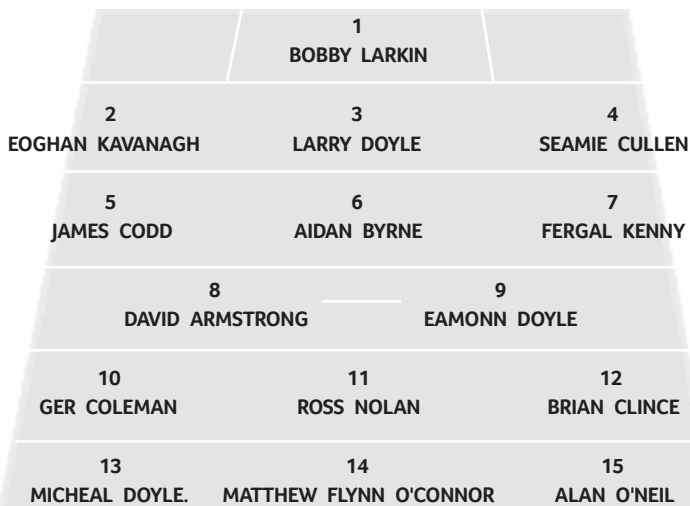 1
BOBBY LARKIN
2 3 4
EOGHAN KAVANAGH LARRY DOYLE SEAMIE CULLEN
5 6 7
JAMES CODD AIDAN BYRNE FERGAL KENNY
8 9
DAVID ARMSTRONG EAMONN DOYLE
10 11 12
GER COLEMAN ROSS NOLAN BRIAN CLINCE
13 14 15
MICHEAL DOYLE. MATTHEW FLYNN O'CONNOR ALAN O'NEIL